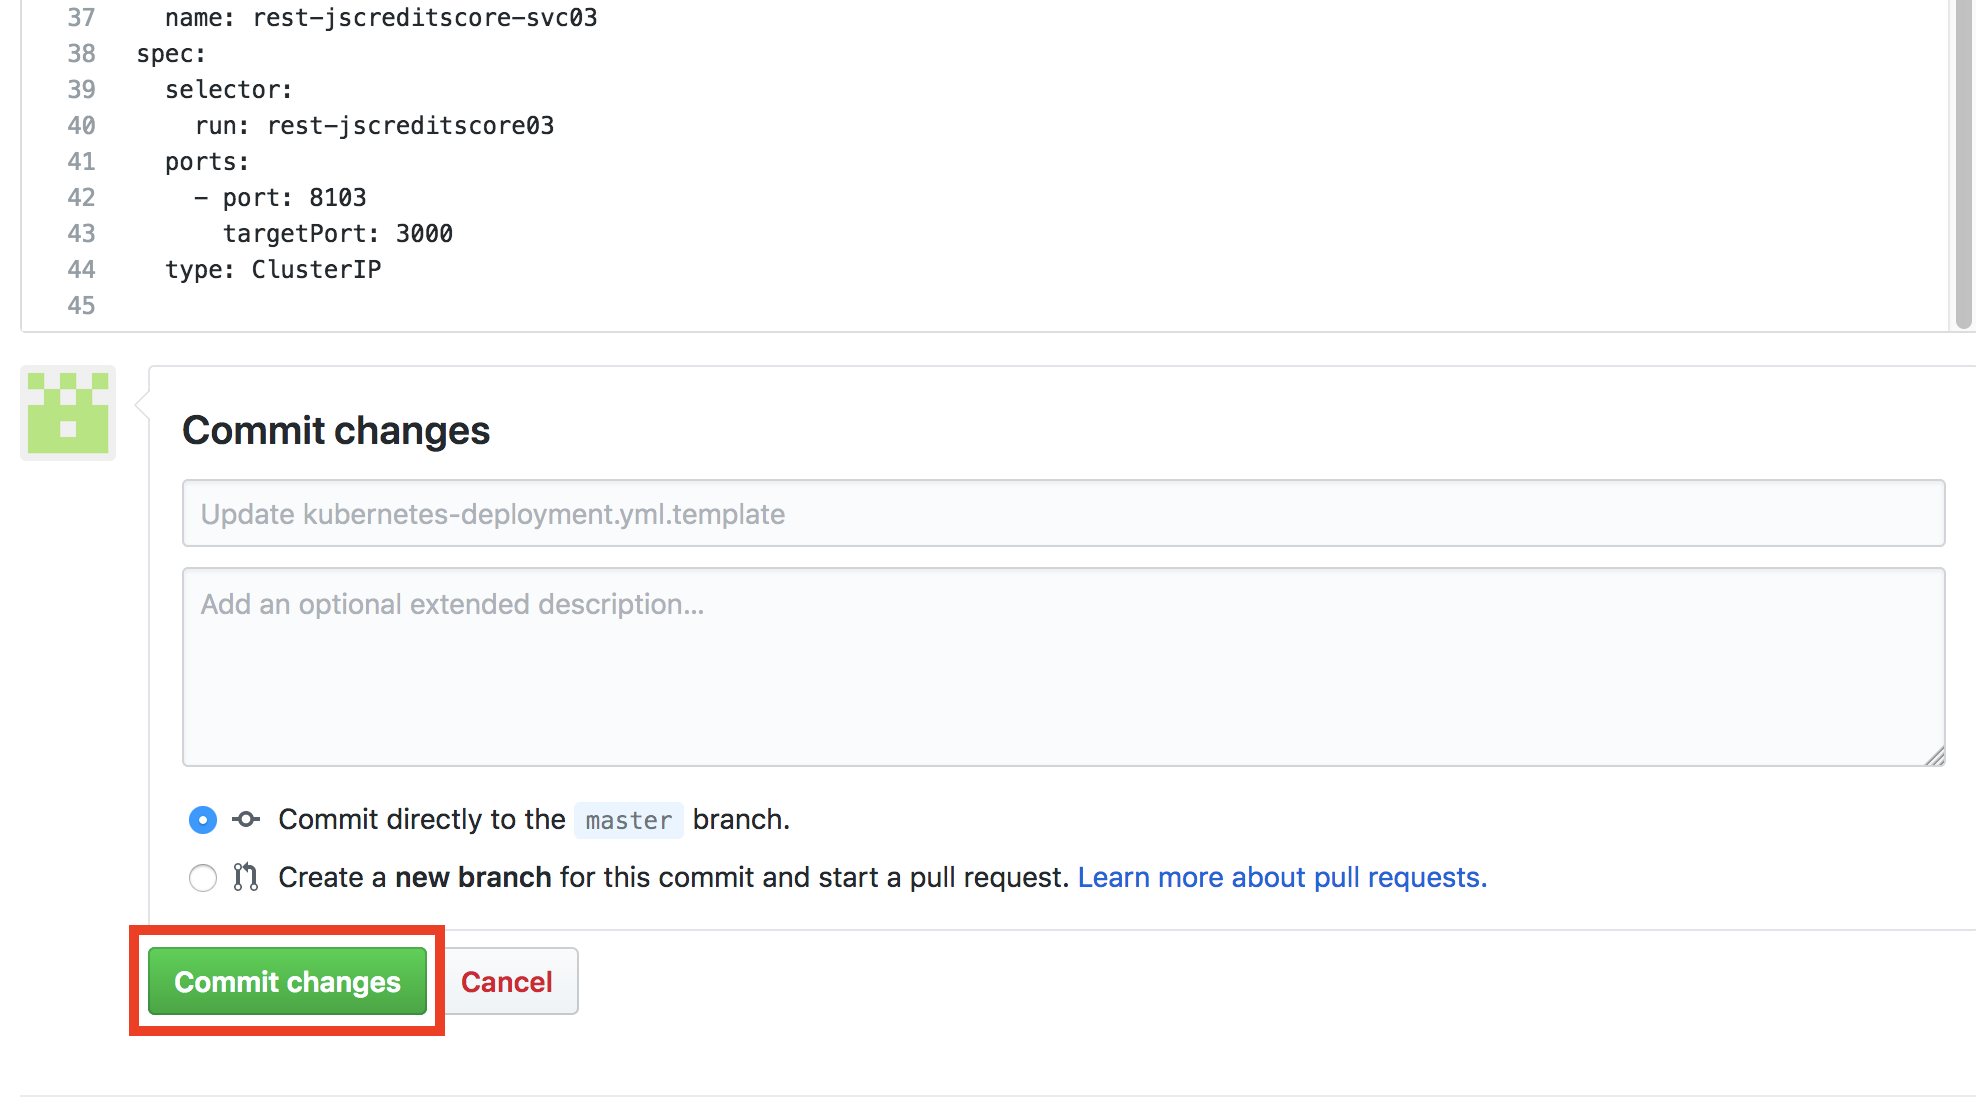 37 name: rest-jscreditscore-svc03
38 spec:
39 selector:
40 run: rest-jscreditscore03
41 ports:
42 - port: 8103
43 targetPort: 3000
44 type: ClusterIP
45
Commit changes
Update kubernetes-deployment.yml.template
Add an optional extended description...
Commit directly to the master branch.
Create a new branch for this commit and start a pull request. Learn more about pull requests.
Commit changes Cancel